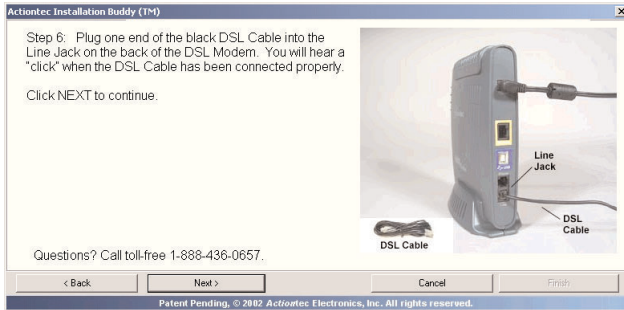 Actiontec Installation Buddy (TM)
Step 6: Plug one end of the black DSL Cable into the
Line Jack on the back of the DSL Modem. You will hear a
"click" when the DSL Cable has been connected properly.
Click NEXT to continue.
Line
Jack
DSL
Cable
DSL Cable
Questions? Call toll-free 1-888-436-0657.
< Back
Next >
Cancel
Finish
Patent Pending, © 2002 Actiontec Electronics, Inc. All rights reserved.